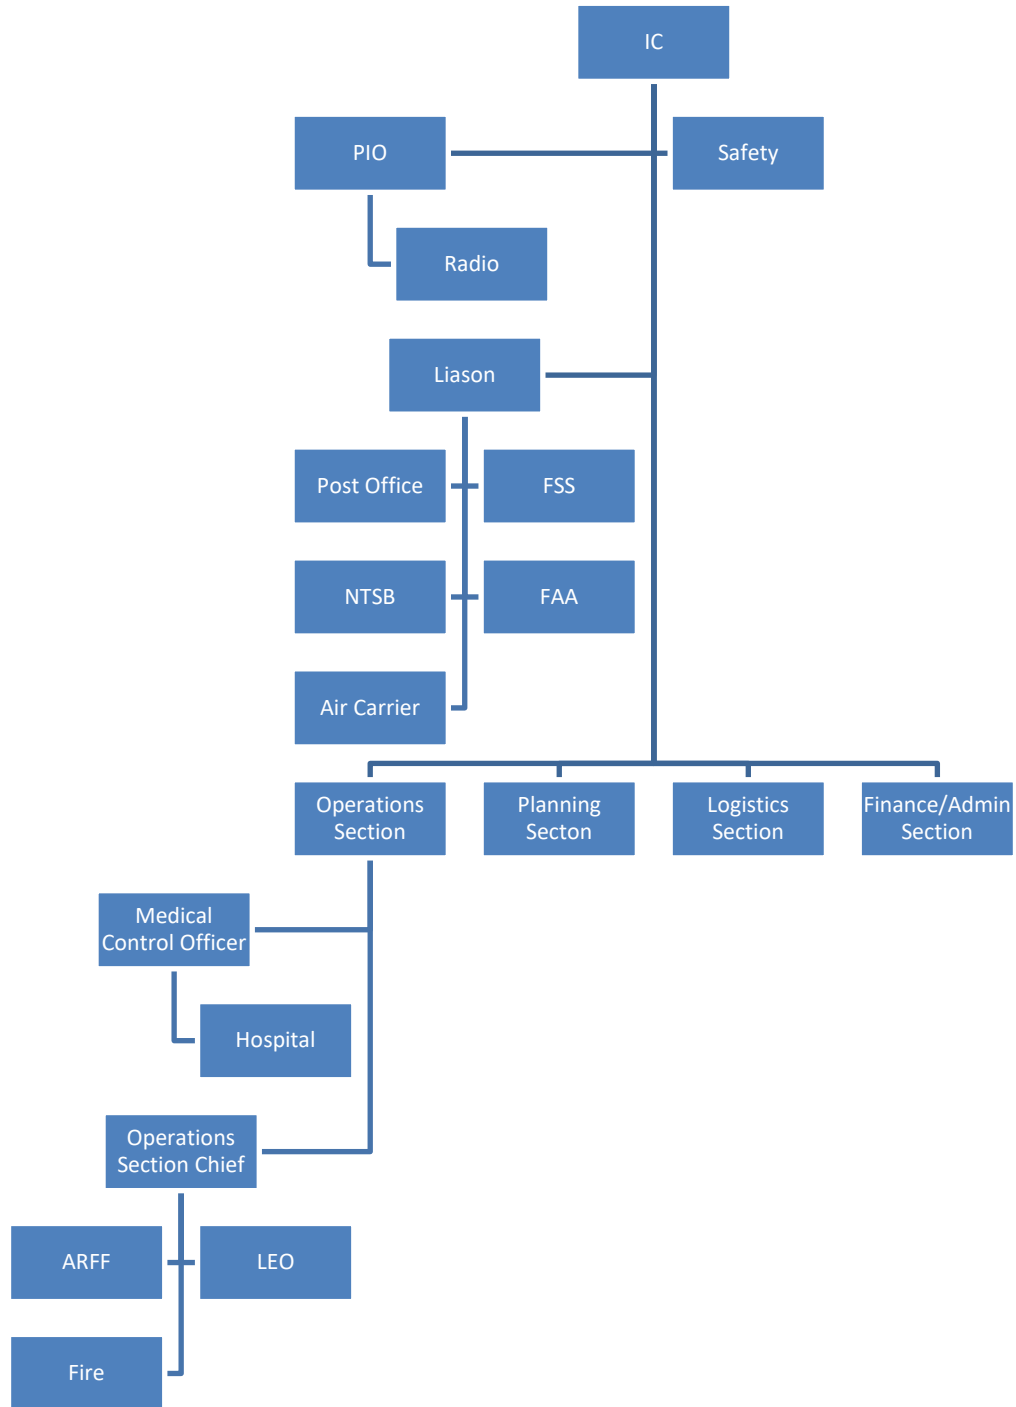 IC
PIO
Safety
Radio
Liason
Post Office
FSS
NTSB
FAA
Air Carrier
Operations
Section
Planning
Secton
Logistics
Section
Finance/Admin
Section
Medical
Control Officer
Hospital
Operations
Section Chief
ARFF
LEO
Fire